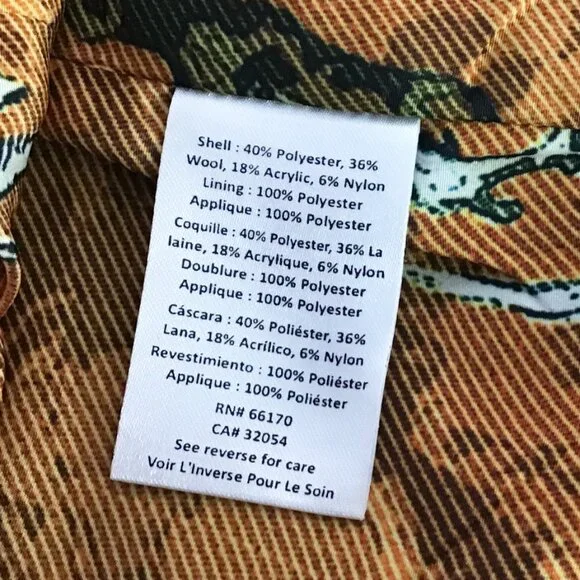 Shell : 40% Polyester, 36%
Wool, 18% Acrylic, 6% Nylon
Lining : 100% Polyester
Applique : 100% Polyester
Coquille : 40% Polyester, 36% La
laine, 18% Acrylique, 6% Nylon
Doublure : 100% Polyester
Applique : 100% Polyester
Cáscara : 40% Poliéster, 36%
Lana, 18% Acrílico, 6% Nylon
Revestimiento : 100% Poliéster
Applique : 100% Poliéster
RN# 66170
CA# 32054
See reverse for care
Voir L'Inverse Pour Le Soin